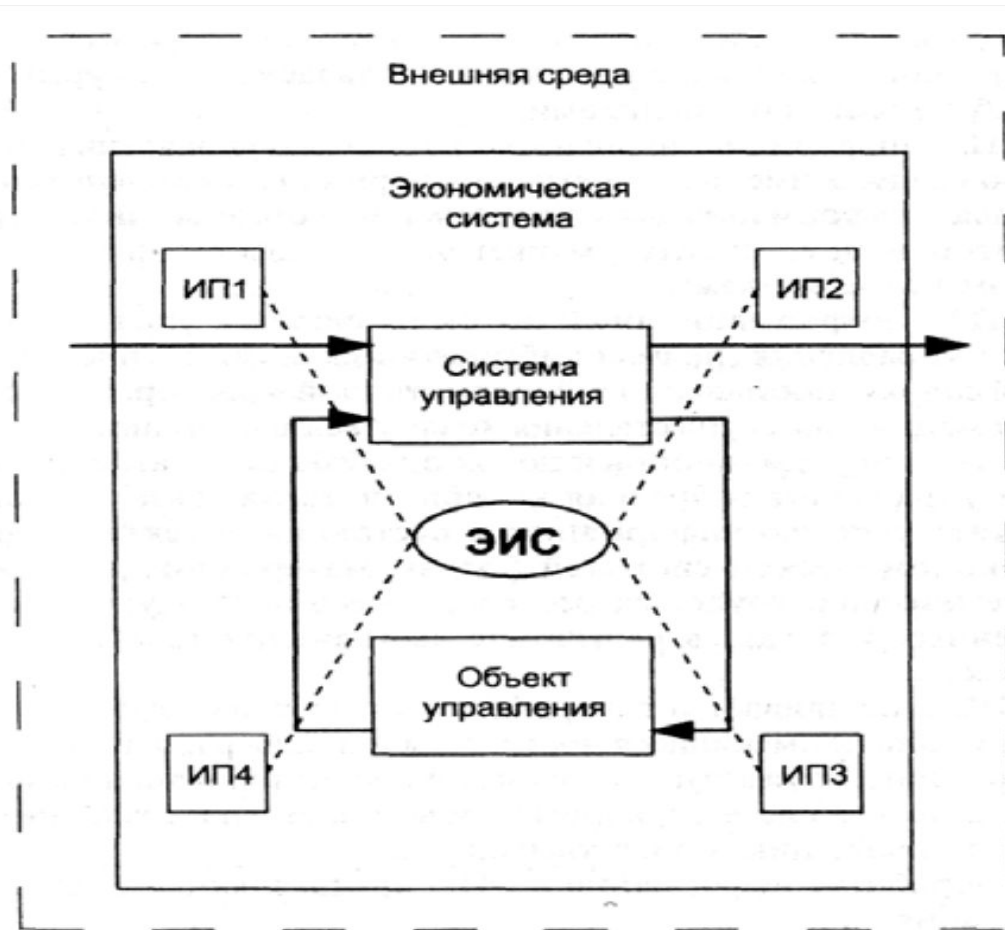 Внешняя среда
Экономическая
система
ИП1
ИП2
Система
управления
ЭИС
Объект
управления
ИП4
ИП3